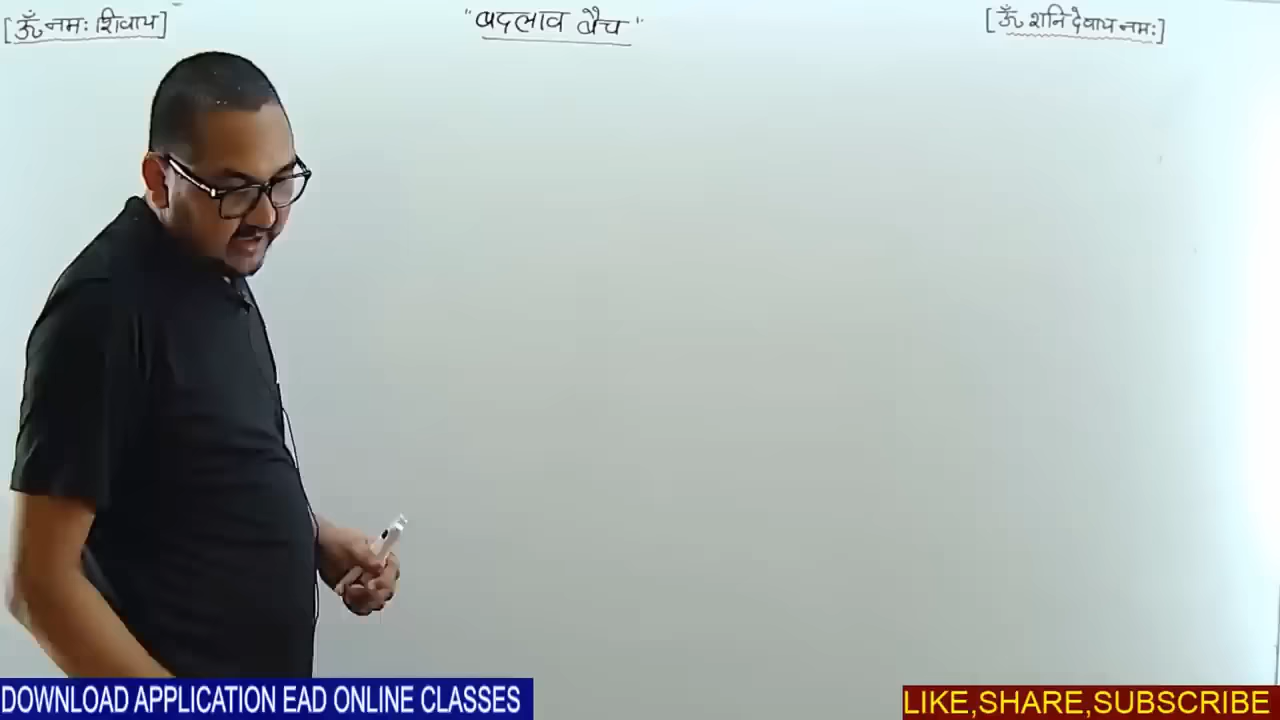 [ॐ नमः शिवाय]
"बदलाव बैच"
[ॐ शनि देवाय नमः]
DOWNLOAD APPLICATION EAD ONLINE CLASSES
LIKE,SHARE,SUBSCRIBE